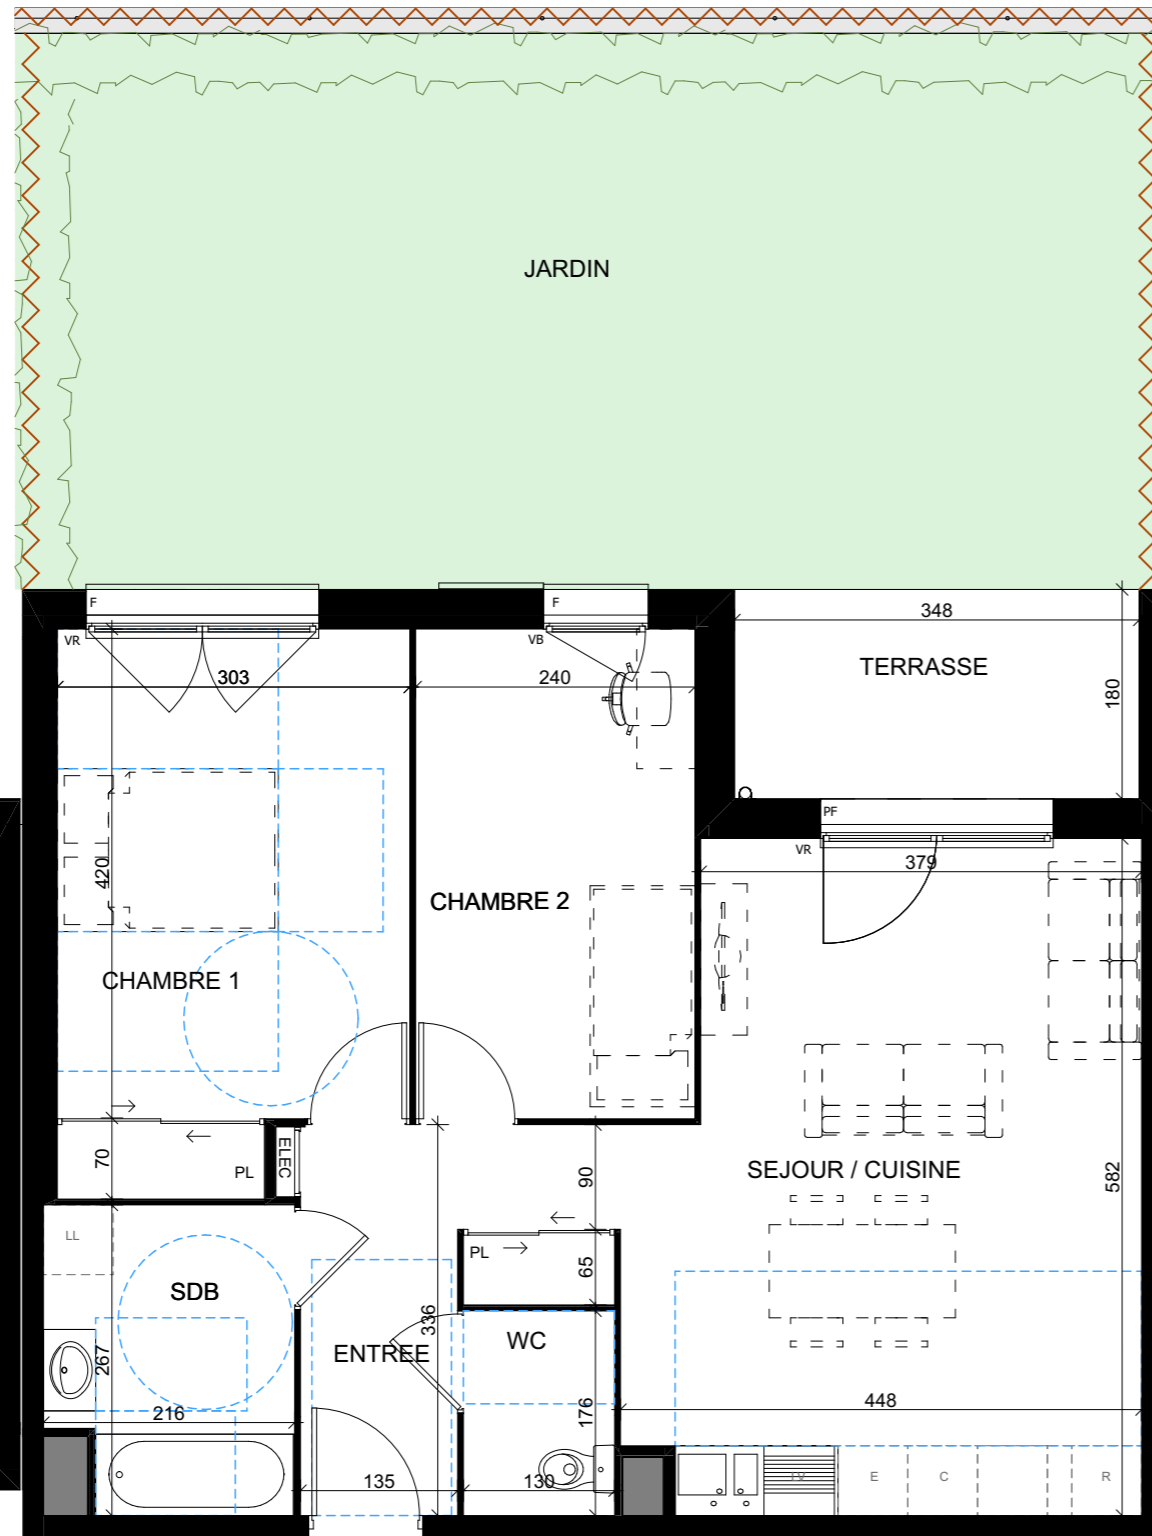 JARDIN
F
F
348
VR
VB
TERRASSE
303
240
180
PF
VR
379
420
CHAMBRE 2
CHAMBRE 1
70
PL
ELEC
90
SEJOUR / CUISINE
582
LL
PL
65
SDB
336
WC
ENTREE
267
176
448
216
135
130
LV
E
C
R